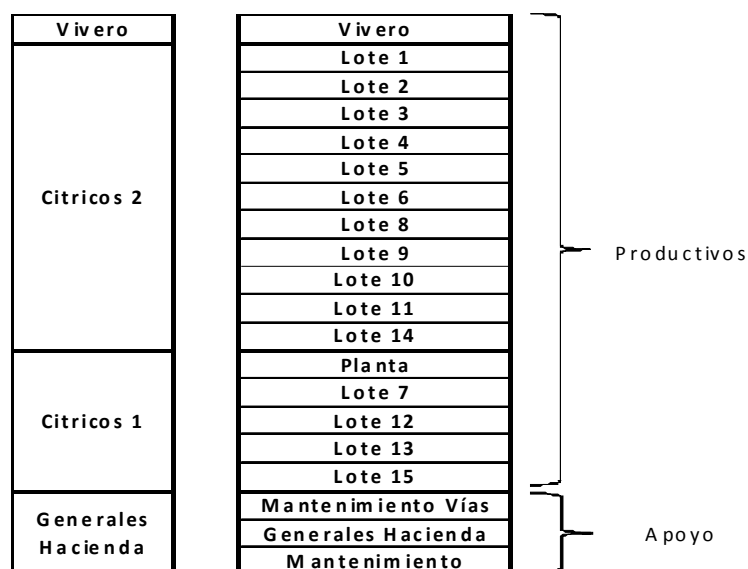 Vivero
Citricos 2
Citricos 1
Generales
Hacienda
Vivero
Lote 1
Lote 2
Lote 3
Lote 4
Lote 5
Lote 6
Lote 8
Lote 9
Lote 10
Lote 11
Lote 14
Planta
Lote 7
Lote 12
Lote 13
Lote 15
Mantenimiento Vías
Generales Hacienda
Mantenimiento
Productivos
Apoyo